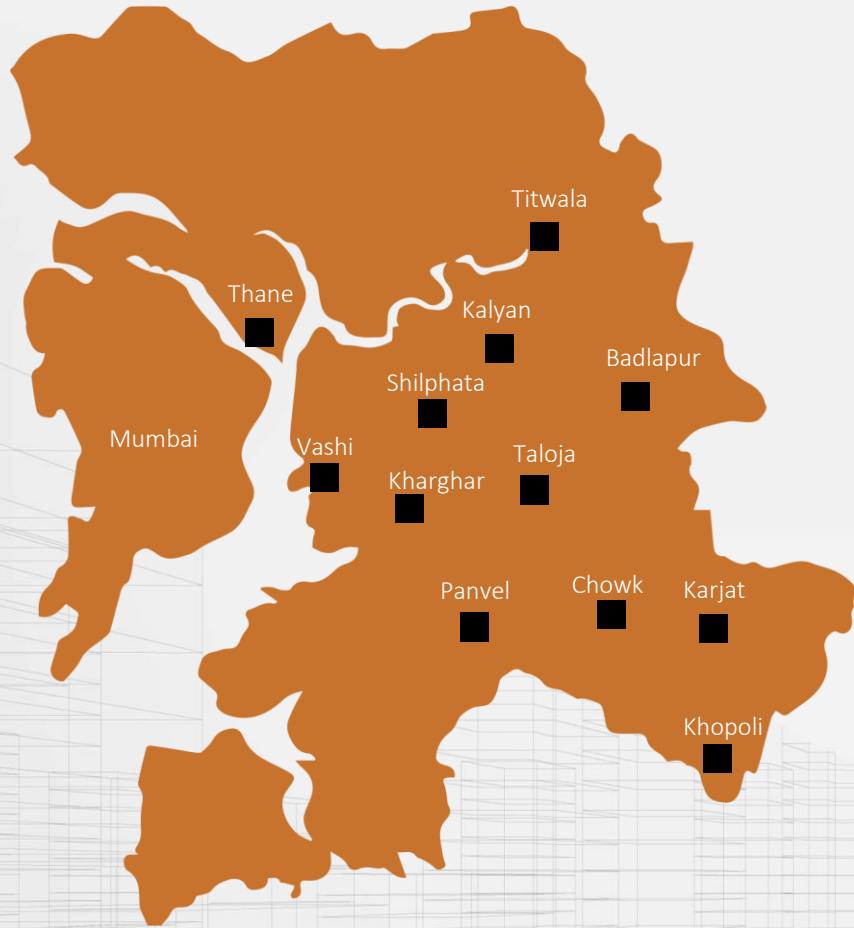 Titwala
Thane
Kalyan
Badlapur
Shilphata
Mumbai
Vashi
Taloja
Kharghar
Panvel
Chowk
Karjat
Khopoli